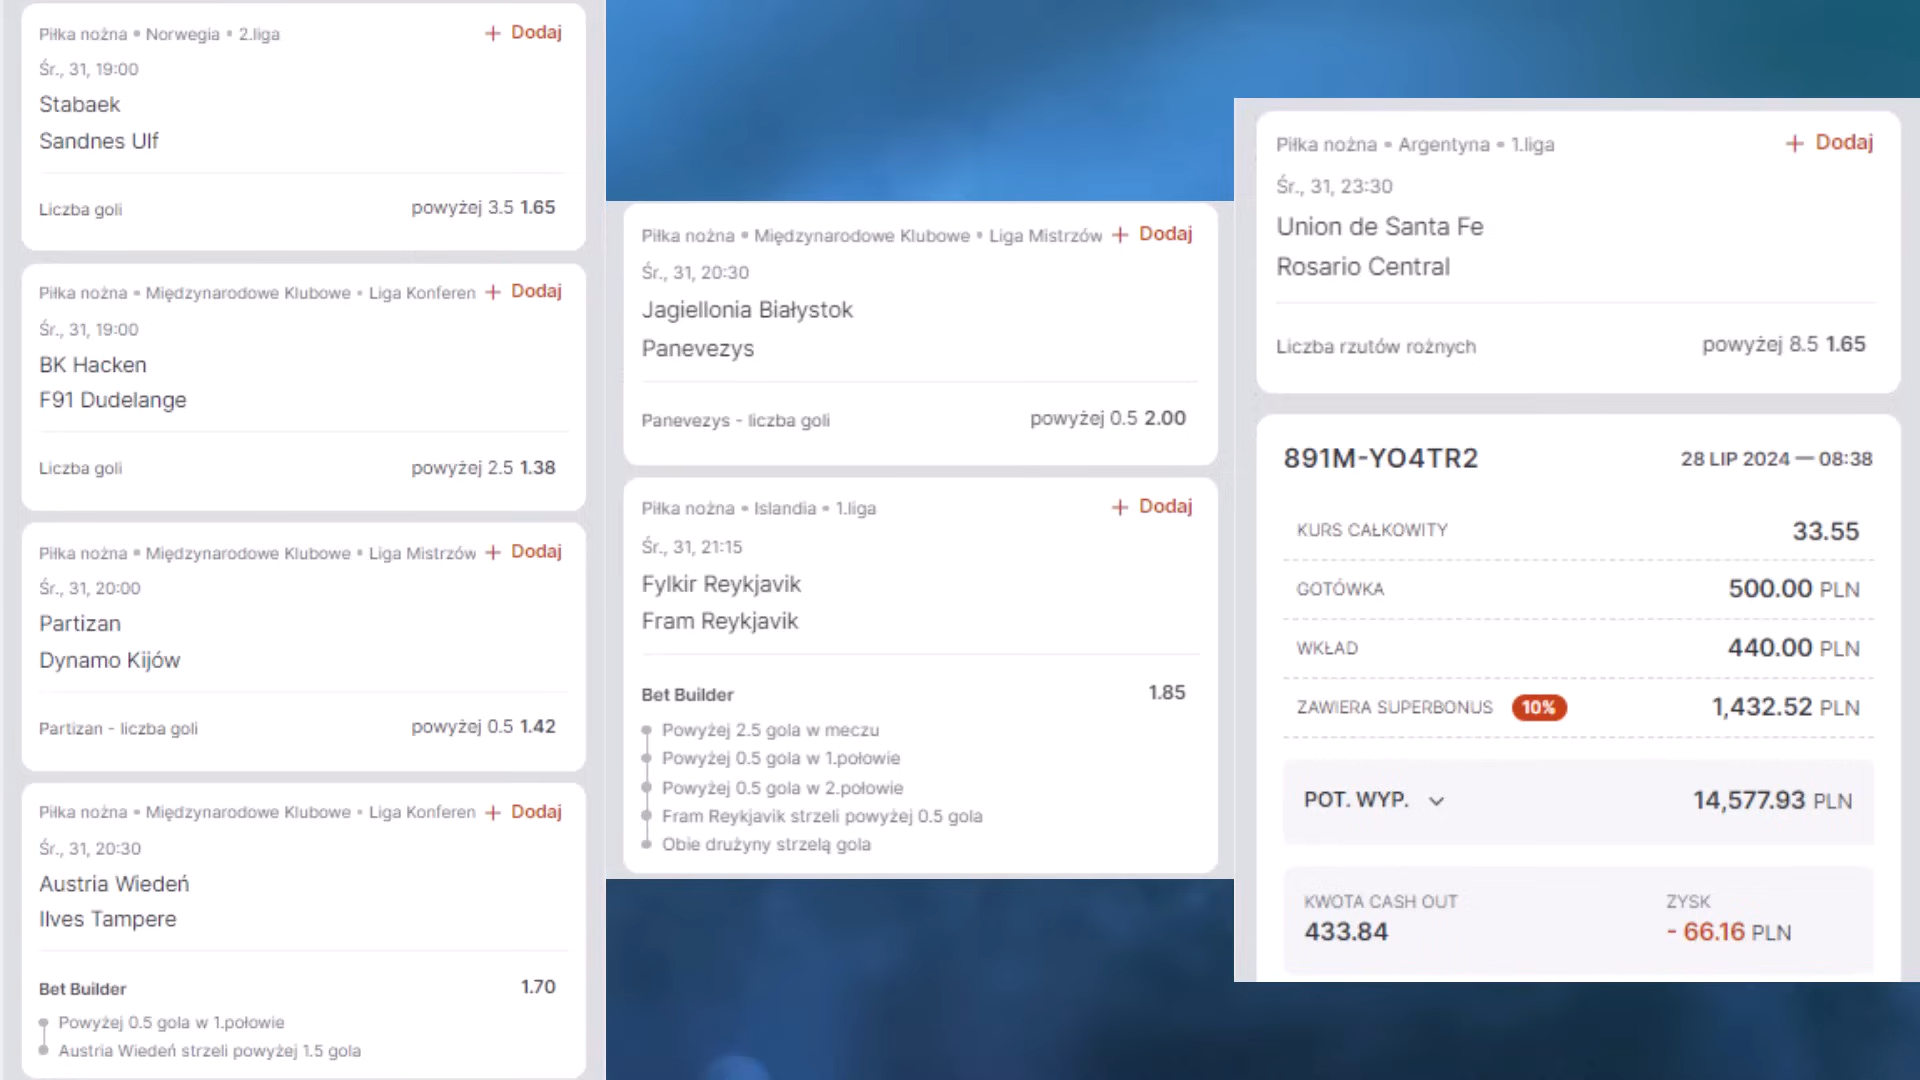 Piłka nożna • Norwegia • 2.liga + Dodaj
Śr., 31, 19:00
Stabaek
Sandnes Ulf
Liczba goli powyżej 3.5 1.65
Piłka nożna • Międzynarodowe Klubowe • Liga Konferen + Dodaj
Śr., 31, 19:00
BK Hacken
F91 Dudelange
Liczba goli powyżej 2.5 1.38
Piłka nożna • Międzynarodowe Klubowe • Liga Mistrzów + Dodaj
Śr., 31, 20:00
Partizan
Dynamo Kijów
Partizan - liczba goli powyżej 0.5 1.42
Piłka nożna • Międzynarodowe Klubowe • Liga Konferen + Dodaj
Śr., 31, 20:30
Austria Wiedeń
Ilves Tampere
Bet Builder 1.70
Powyżej 0.5 gola w 1.połowie
Austria Wiedeń strzeli powyżej 1.5 gola
Piłka nożna • Międzynarodowe Klubowe • Liga Mistrzów + Dodaj
Śr., 31, 20:30
Jagiellonia Białystok
Panevezys
Panevezys - liczba goli powyżej 0.5 2.00
Piłka nożna • Islandia • 1.liga + Dodaj
Śr., 31, 21:15
Fylkir Reykjavik
Fram Reykjavik
Bet Builder 1.85
Powyżej 2.5 gola w meczu
Powyżej 0.5 gola w 1.połowie
Powyżej 0.5 gola w 2.połowie
Fram Reykjavik strzeli powyżej 0.5 gola
Obie drużyny strzelą gola
Piłka nożna • Argentyna • 1.liga + Dodaj
Śr., 31, 23:30
Union de Santa Fe
Rosario Central
Liczba rzutów rożnych powyżej 8.5 1.65
891M-YO4TR2 28 LIP 2024 — 08:38
KURS CAŁKOWITY 33.55
GOTÓWKA 500.00 PLN
WKŁAD 440.00 PLN
ZAWIERA SUPERBONUS 10% 1,432.52 PLN
POT. WYP. 14,577.93 PLN
KWOTA CASH OUT ZYSK
433.84 - 66.16 PLN